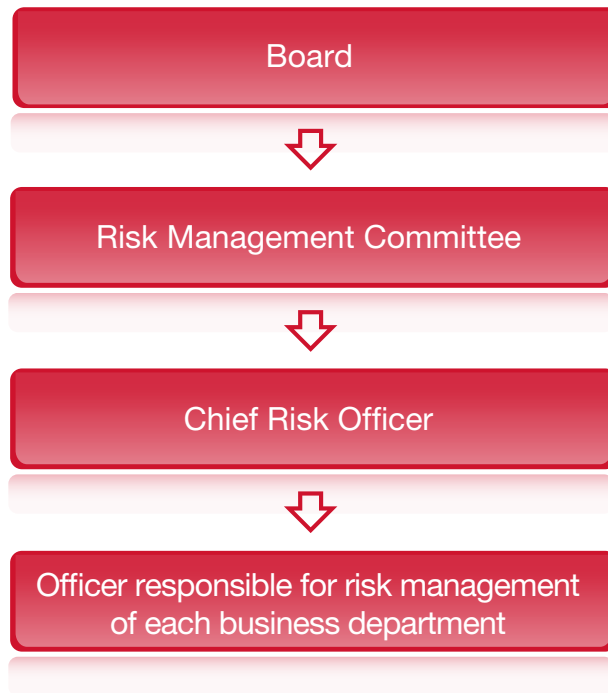 Board
Risk Management Committee
Chief Risk Officer
Officer responsible for risk management
of each business department